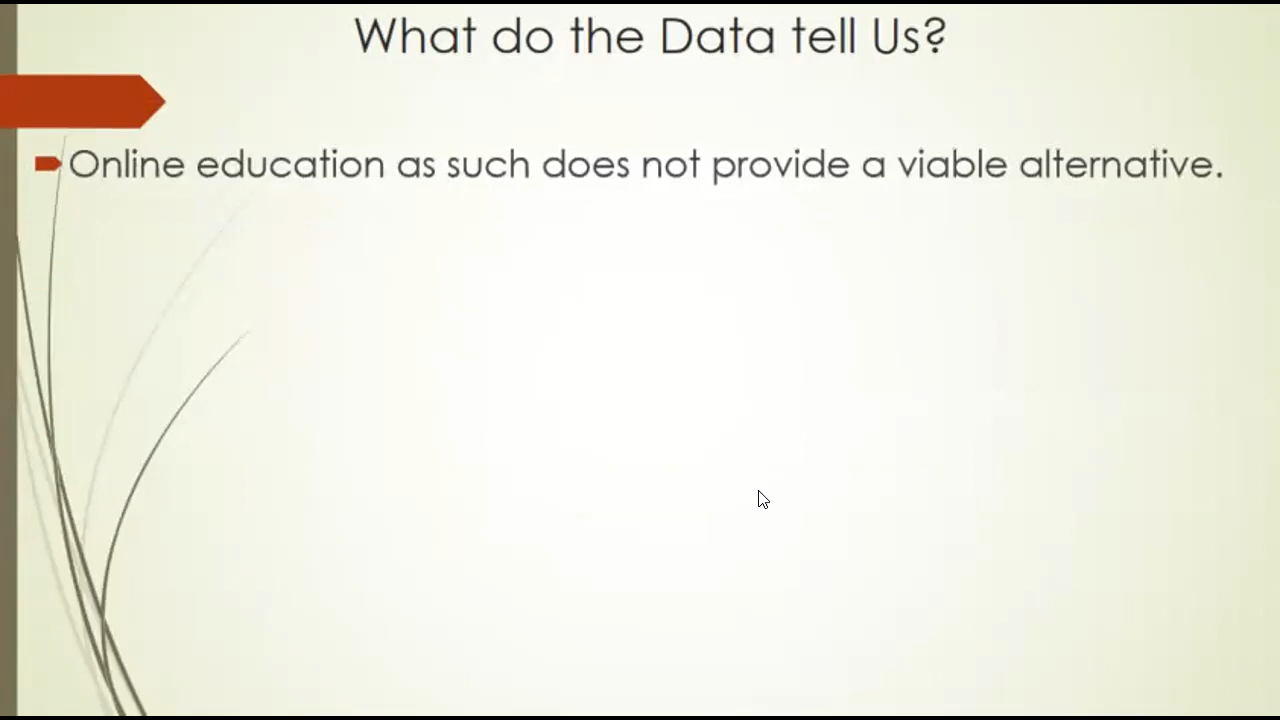 What do the Data tell Us?
Online education as such does not provide a viable alternative.